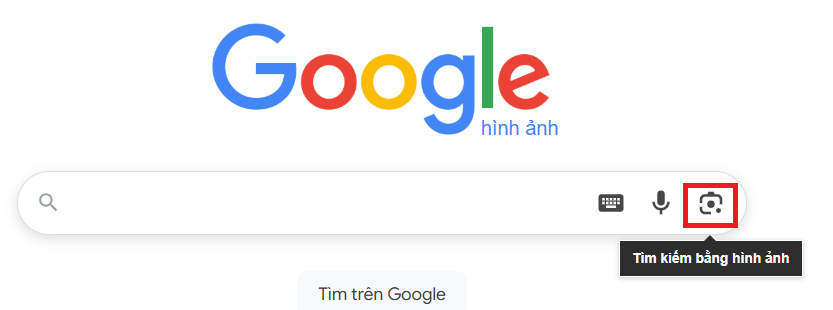 Google
hình ảnh
Tìm kiếm bằng hình ảnh
Tìm trên Google